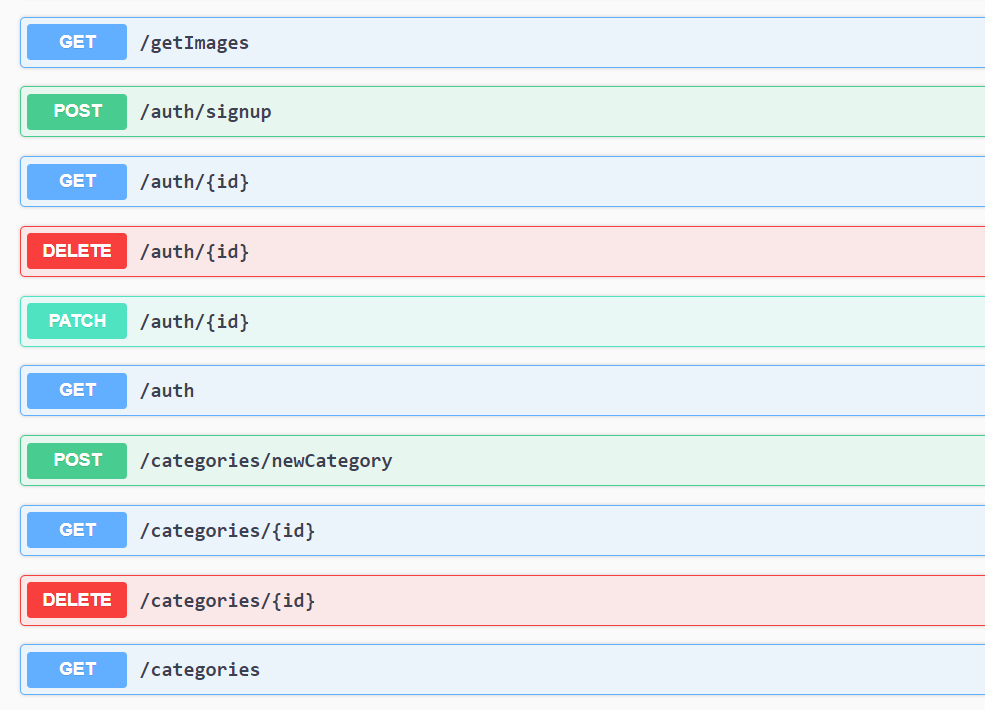 GET /getImages
POST /auth/signup
GET /auth/{id}
DELETE /auth/{id}
PATCH /auth/{id}
GET /auth
POST /categories/newCategory
GET /categories/{id}
DELETE /categories/{id}
GET /categories